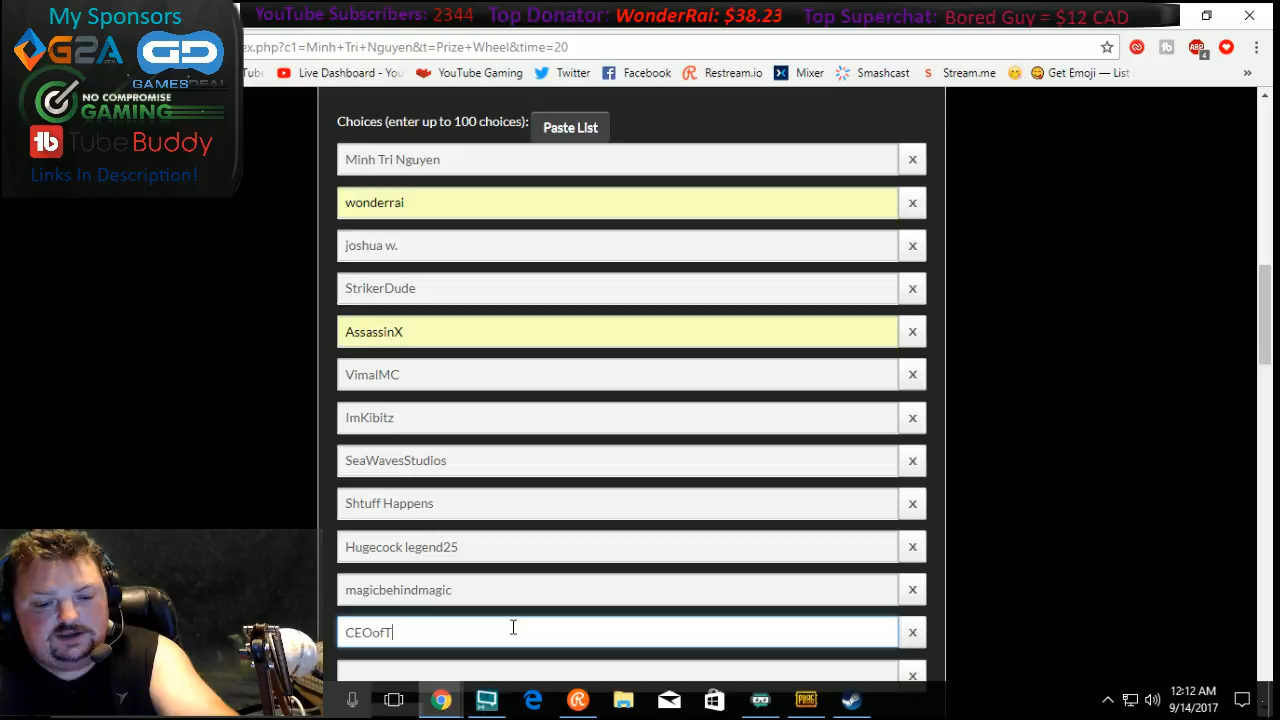 My Sponsors
YouTube Subscribers: 2344 Top Donator: WonderRai: $38.23 Top Superchat: Bored Guy = $12 CAD
G2A.COM GD
GAMESDEAL
NO COMPROMISE
GAMING
TubeBuddy
Links In Description!
ex.php?c1=Minh+Tri+Nguyen&t=Prize+Wheel&time=20
Live Dashboard - Yo YouTube Gaming Twitter Facebook Restream.io Mixer Smashcast Stream.me Get Emoji — List »
Choices (enter up to 100 choices): Paste List
Minh Tri Nguyen x
wonderrai x
joshua w. x
StrikerDude x
AssassinX x
VimalMC x
ImKibitz x
SeaWavesStudios x
Shtuff Happens x
Hugecock legend25 x
magicbehindmagic x
CEOofT x
12:12 AM
9/14/2017